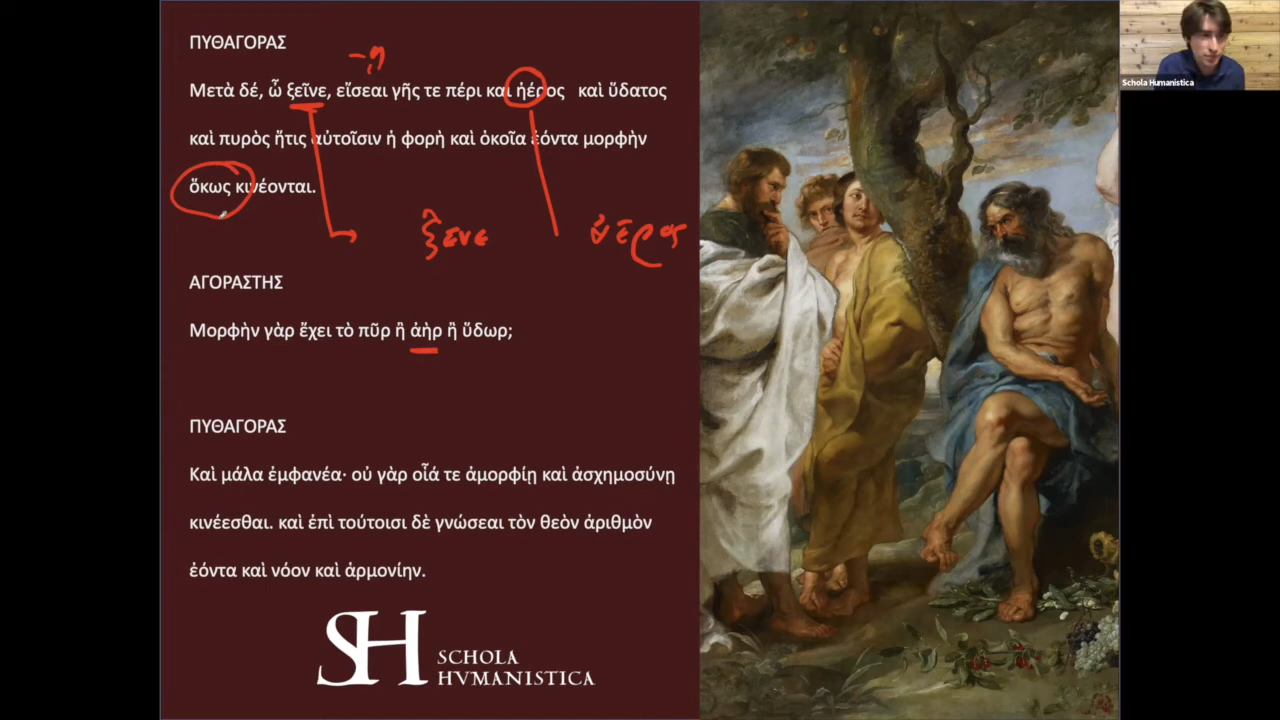 ΠΥΘΑΓΟΡΑΣ
-ῃ
Μετὰ δέ, ὦ ξεῖνε, εἴσεαι γῆς τε πέρι καὶ ἠέρος καὶ ὕδατος
καὶ πυρὸς ἥτις αὐτοῖσιν ἡ φορὴ καὶ ὁκοῖα ἐόντα μορφὴν
ὅκως κινέονται.
ξενε ἀέρος
ΑΓΟΡΑΣΤΗΣ
Μορφὴν γὰρ ἔχει τὸ πῦρ ἢ ἀὴρ ἢ ὕδωρ;
ΠΥΘΑΓΟΡΑΣ
Καὶ μάλα ἐμφανέα· οὐ γὰρ οἷά τε ἀμορφίῃ καὶ ἀσχημοσύνῃ
κινέεσθαι. καὶ ἐπὶ τούτοισι δὲ γνώσεαι τὸν θεὸν ἀριθμὸν
ἐόντα καὶ νόον καὶ ἁρμονίην.
SH SCHOLA
HVMANISTICA
Schola Humanistica